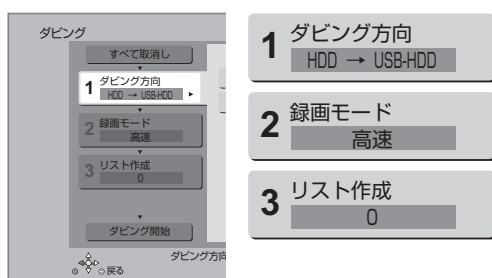 ダビング
すべて取消し
1 ダビング方向
HDD → USB-HDD
2 録画モード
高速
3 リスト作成
0
ダビング開始
ダビング方向
戻る
1 ダビング方向
HDD → USB-HDD
2 録画モード
高速
3 リスト作成
0